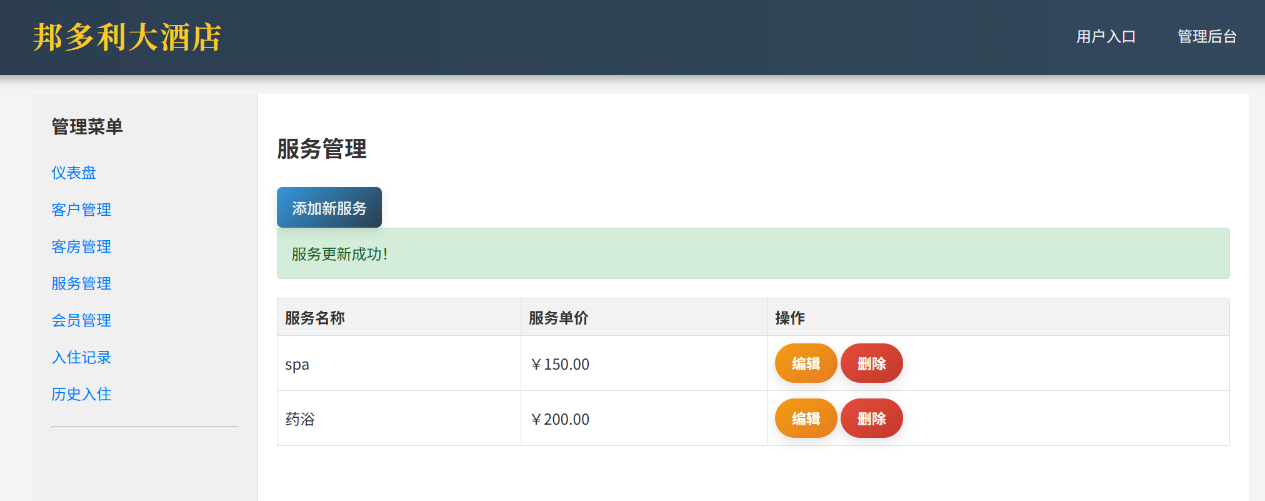 邦多利大酒店
用户入口 管理后台
管理菜单
仪表盘
客户管理
客房管理
服务管理
会员管理
入住记录
历史入住
服务管理
添加新服务
服务更新成功!
服务名称 服务单价 操作
spa ￥150.00 编辑 删除
药浴 ￥200.00 编辑 删除